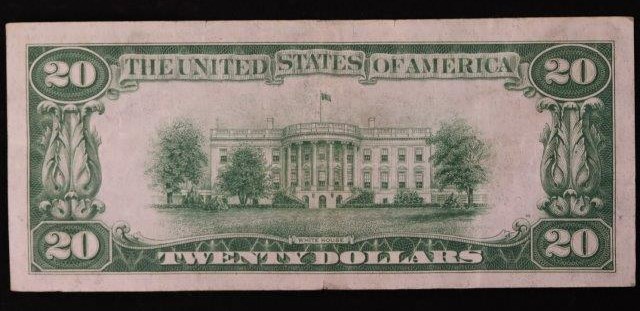 20 THE UNITED STATES OF AMERICA 20
WHITE HOUSE
20 TWENTY DOLLARS 20